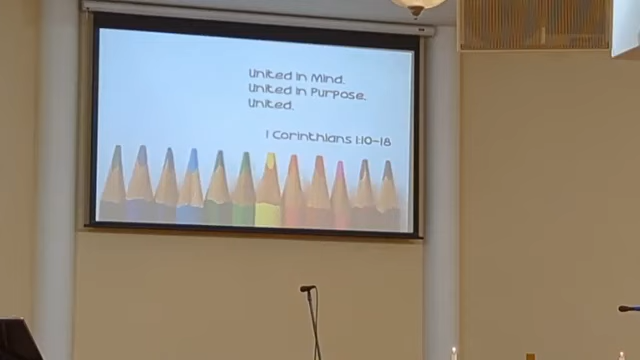 United in Mind.
United in Purpose.
United.
1 Corinthians 1:10-18